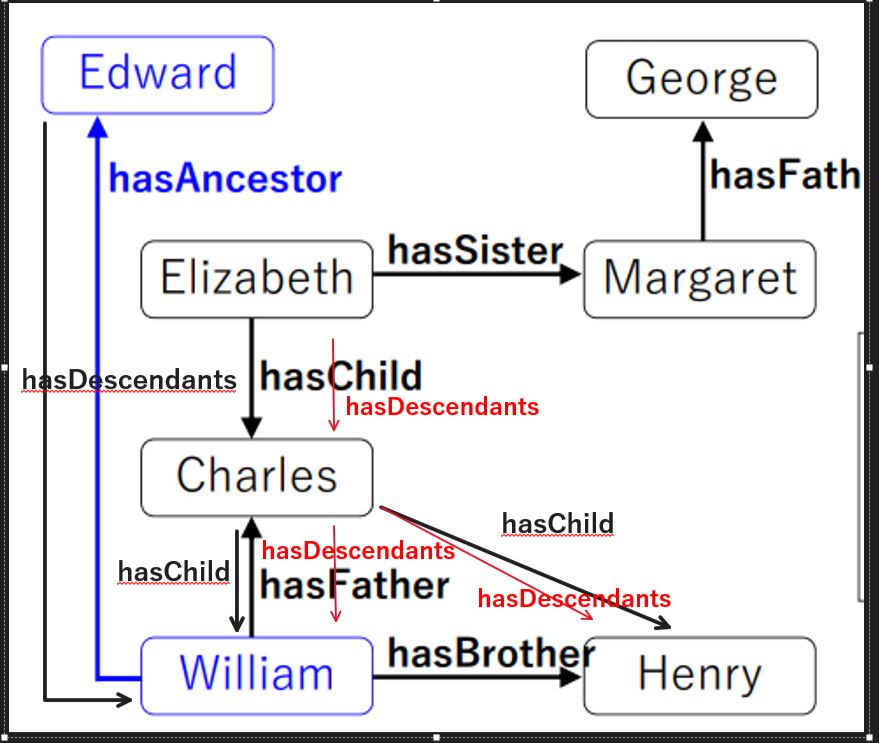 Edward
George
hasAncestor
hasFath
hasSister
Elizabeth
Margaret
hasDescendants
hasChild
hasDescendants
Charles
hasChild
hasDescendants
hasChild
hasFather
hasDescendants
hasBrother
William
Henry